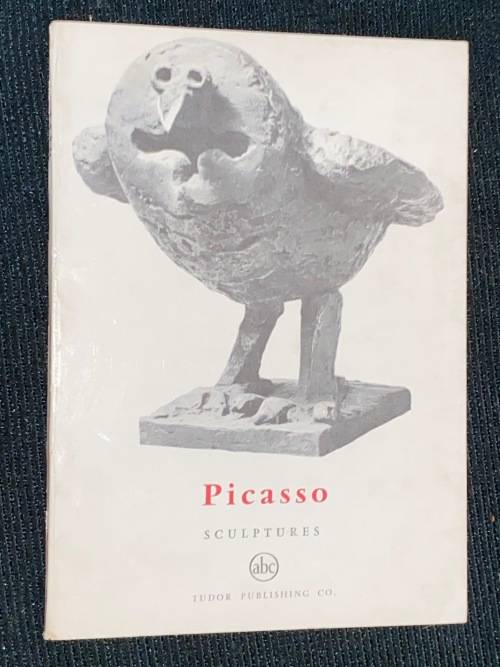 Picasso
SCULPTURES
abc
TUDOR PUBLISHING CO.